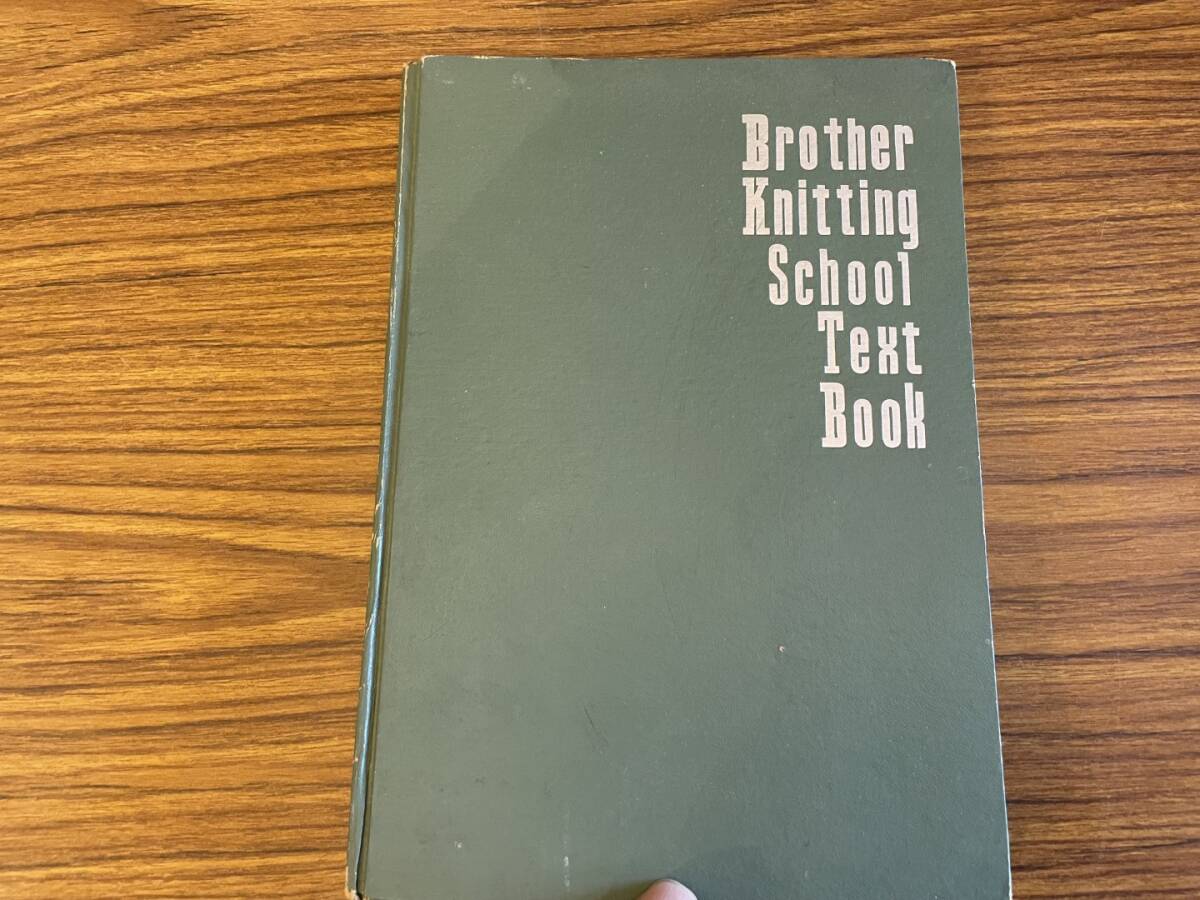 Brother
Knitting
School
Text
Book